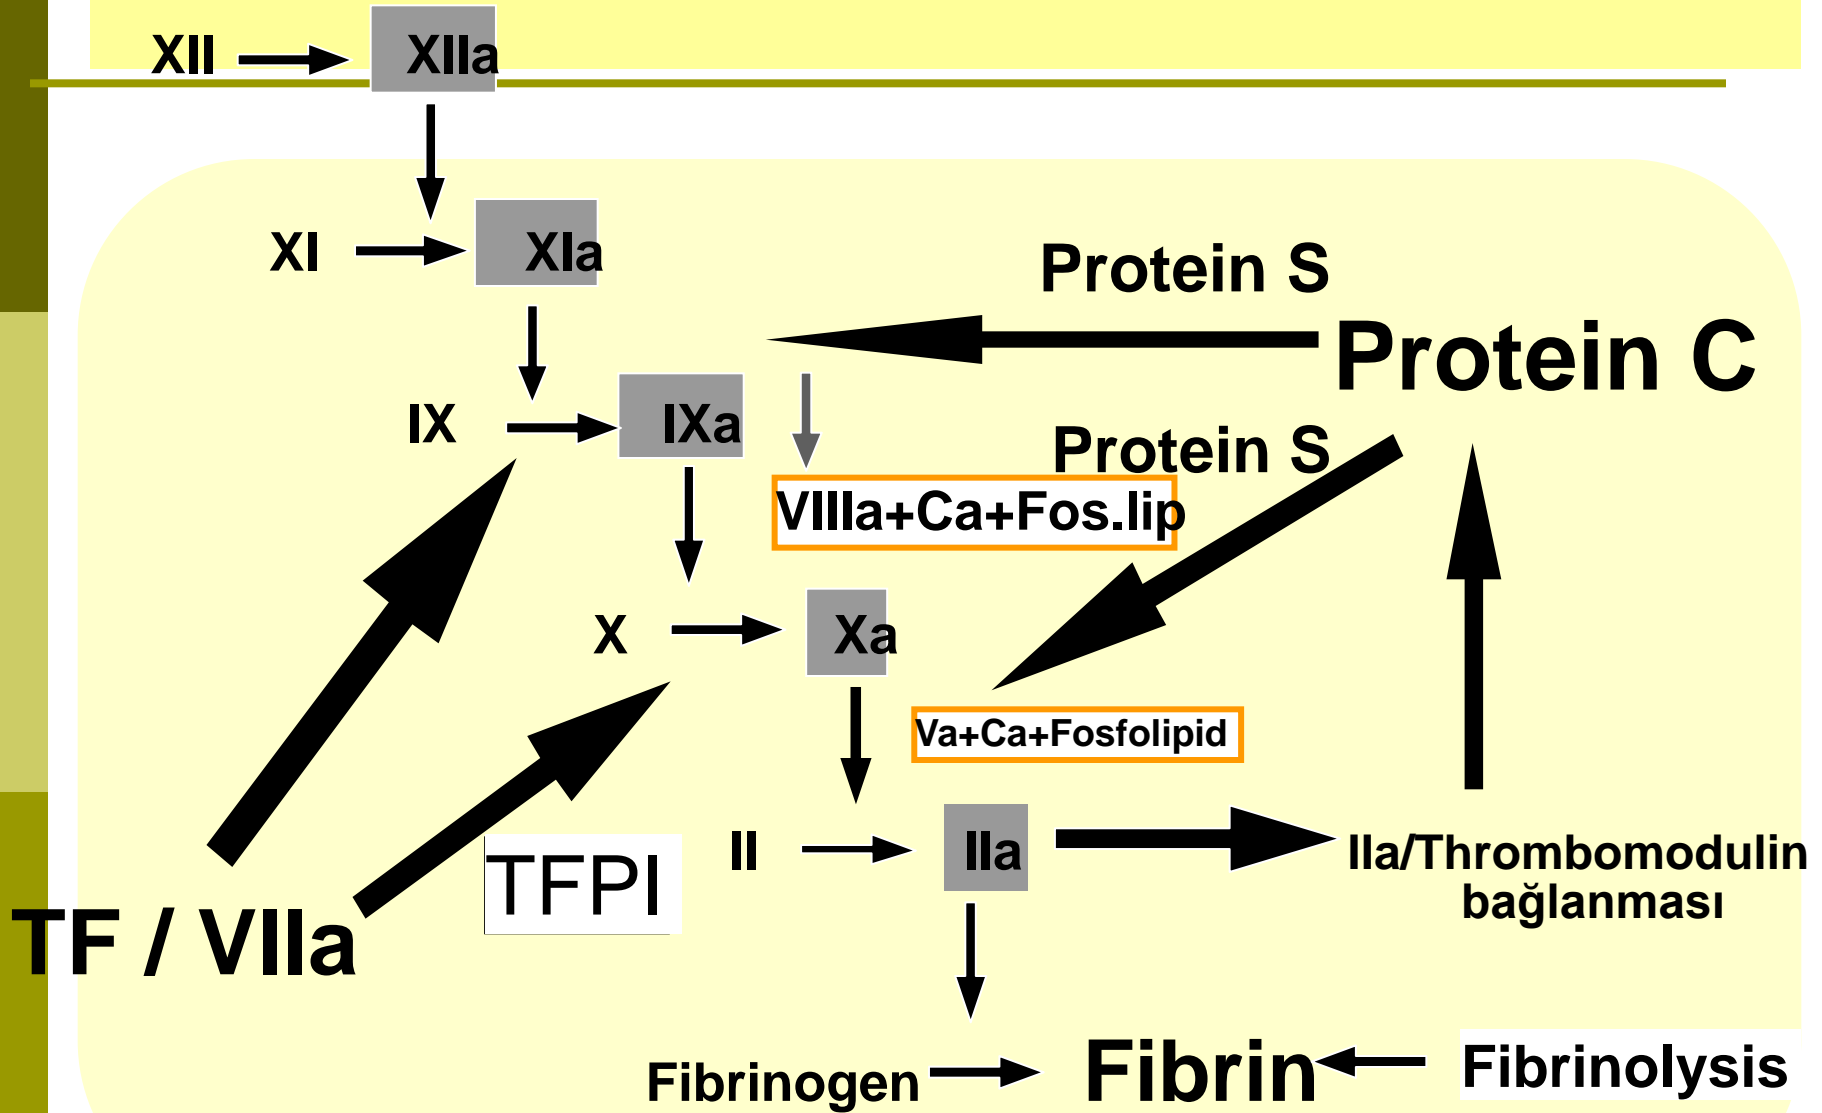 XII XIIa
XI XIa
Protein S
Protein C
IX IXa
Protein S
VIIIa+Ca+Fos.lip
X Xa
Va+Ca+Fosfolipid
II IIa
IIa/Thrombomodulin
bağlanması
TFPI
TF / VIIa
Fibrinogen Fibrin Fibrinolysis